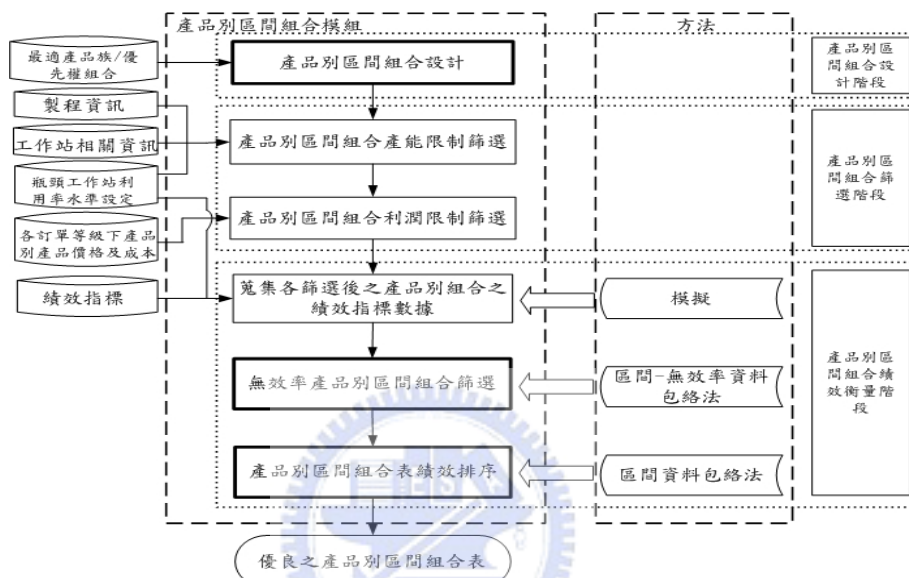 產品別區間組合模組
方法
最適產品族/優
先權組合
製程資訊
工作站相關資訊
瓶頸工作站利
用率水準設定
各訂單等級下產品
別產品價格及成本
績效指標
產品別區間組合設計
產品別區間組合產能限制篩選
產品別區間組合利潤限制篩選
蒐集各篩選後之產品別組合之
績效指標數據
無效率產品別區間組合篩選
產品別區間組合表績效排序
優良之產品別區間組合表
模擬
區間-無效率資料
包絡法
區間資料包絡法
產品別區
間組合設
計階段
產品別區
間組合篩
選階段
產品別區
間組合績
效衡量階
段